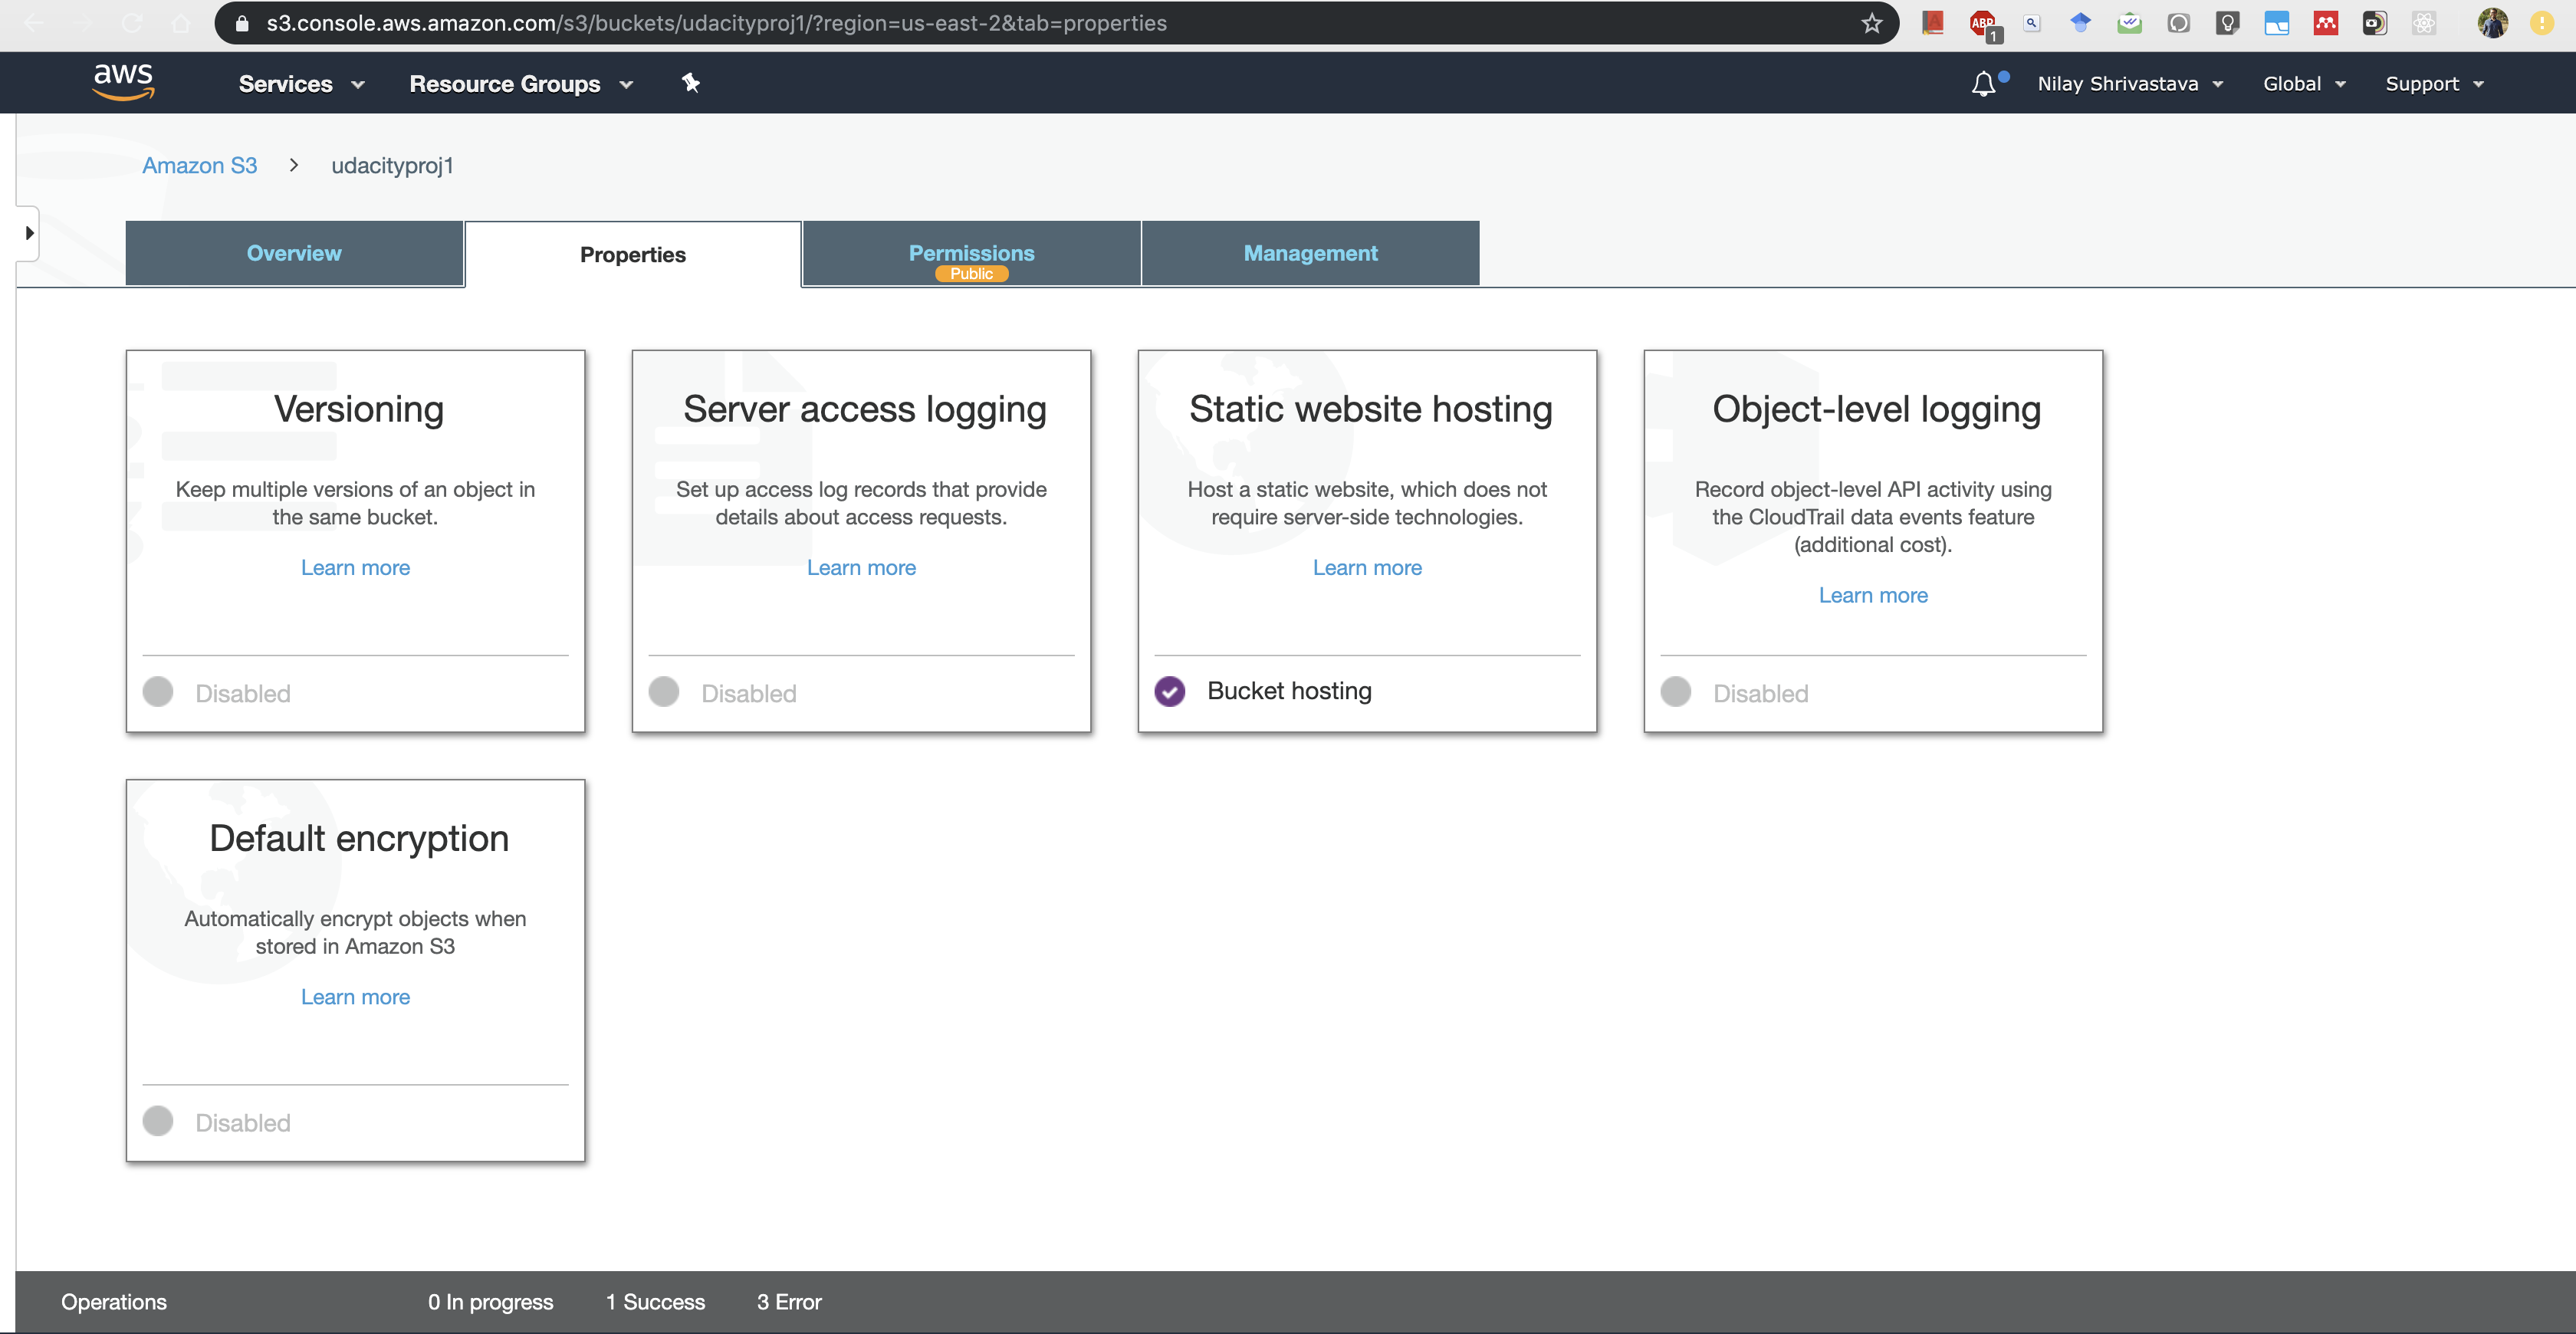 s3.console.aws.amazon.com/s3/buckets/udacityproj1/?region=us-east-2&tab=properties
ABP
1
aws
Services
Resource Groups
Nilay Shrivastava
Global
Support
Amazon S3 > udacityproj1
Overview
Properties
Permissions
Public
Management
Versioning
Keep multiple versions of an object in
the same bucket.
Learn more
Disabled
Server access logging
Set up access log records that provide
details about access requests.
Learn more
Disabled
Static website hosting
Host a static website, which does not
require server-side technologies.
Learn more
Bucket hosting
Object-level logging
Record object-level API activity using
the CloudTrail data events feature
(additional cost).
Learn more
Disabled
Default encryption
Automatically encrypt objects when
stored in Amazon S3
Learn more
Disabled
Operations
0 In progress
1 Success
3 Error